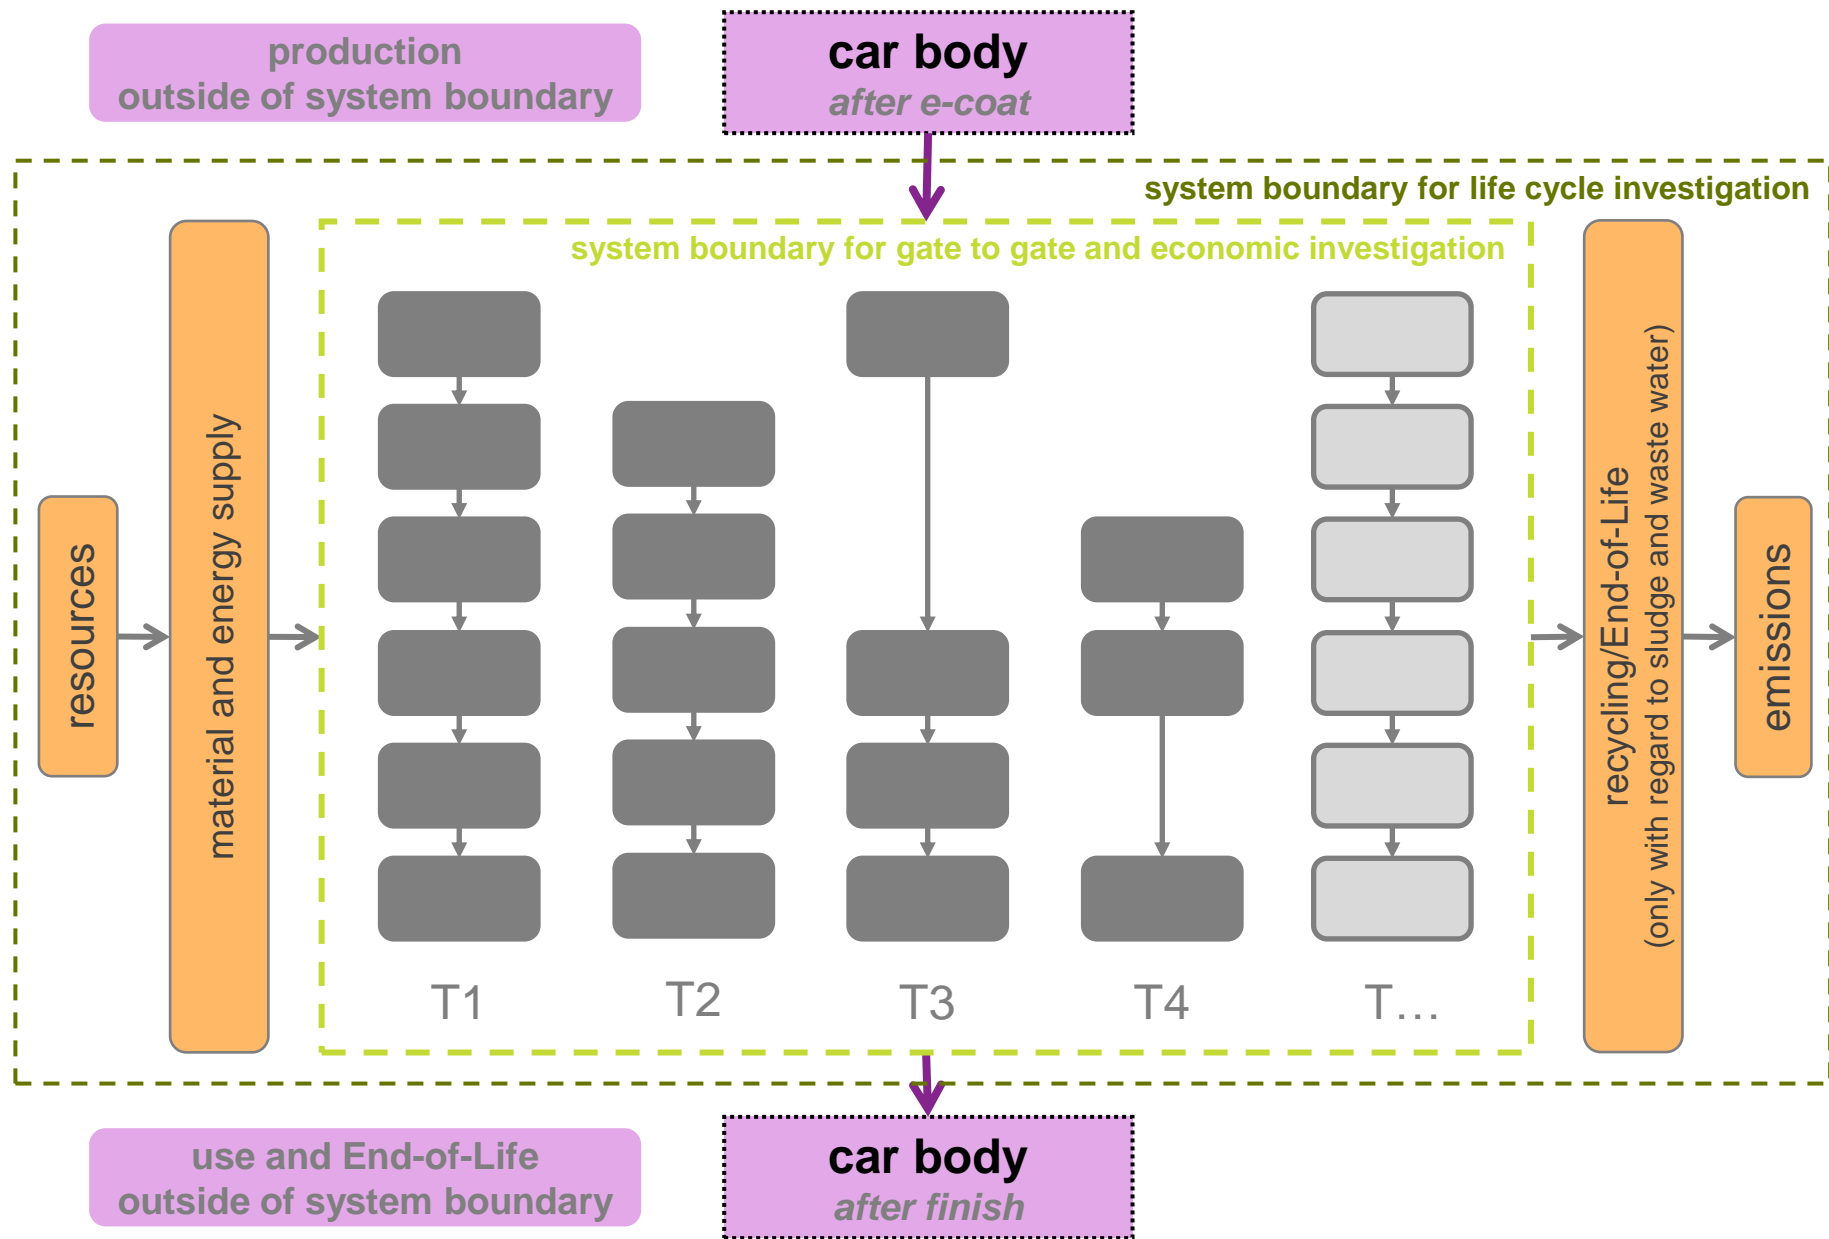 production
outside of system boundary
car body
after e-coat
system boundary for life cycle investigation
system boundary for gate to gate and economic investigation
resources
material and energy supply
T1
T2
T3
T4
T…
recycling/End-of-Life
(only with regard to sludge and waste water)
emissions
use and End-of-Life
outside of system boundary
car body
after finish